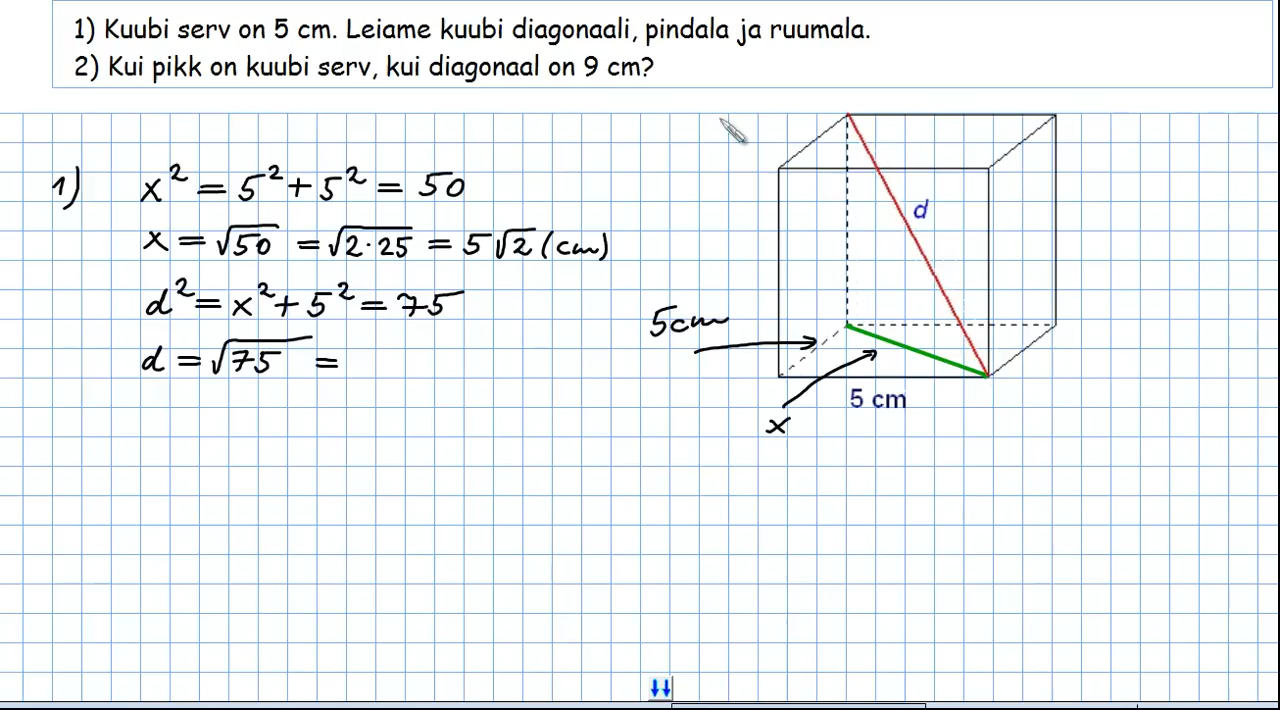 1) Kuubi serv on 5 cm. Leiame kuubi diagonaali, pindala ja ruumala.
2) Kui pikk on kuubi serv, kui diagonaal on 9 cm?
1) x² = 5² + 5² = 50
x = √50 = √2·25 = 5√2 (cm)
d² = x² + 5² = 75
d = √75 =
d
5cm
5 cm
x